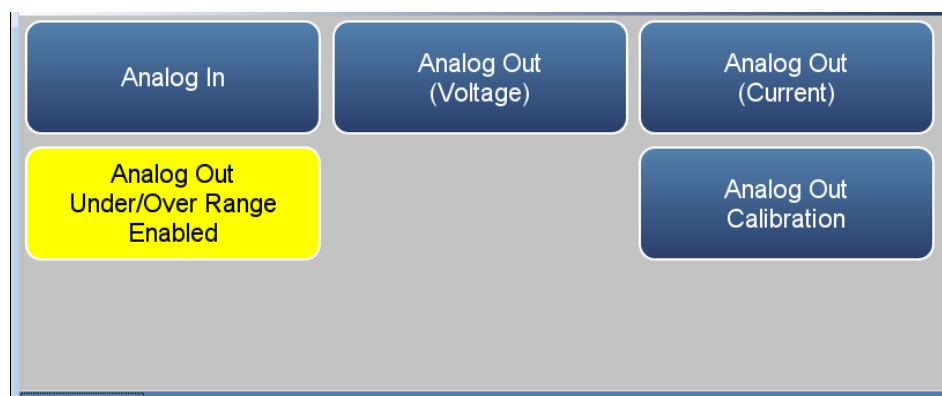 Analog In
Analog Out
(Voltage)
Analog Out
(Current)
Analog Out
Under/Over Range
Enabled
Analog Out
Calibration